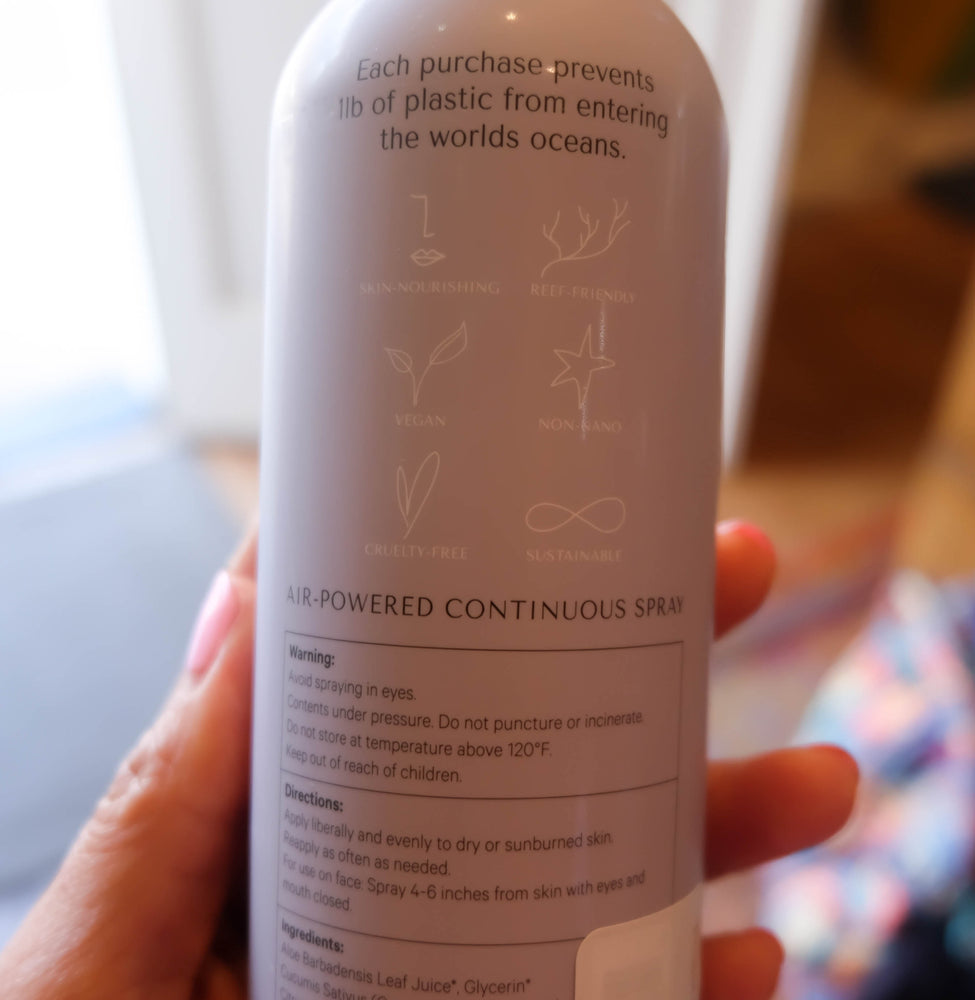 Each purchase prevents
1lb of plastic from entering
the worlds oceans.
SKIN-NOURISHING REEF-FRIENDLY
VEGAN NON-NANO
CRUELTY-FREE SUSTAINABLE
AIR-POWERED CONTINUOUS SPRAY
Warning:
Avoid spraying in eyes.
Contents under pressure. Do not puncture or incinerate.
Do not store at temperature above 120°F.
Keep out of reach of children.
Directions:
Apply liberally and evenly to dry or sunburned skin.
Reapply as often as needed.
For use on face: Spray 4-6 inches from skin with eyes and
mouth closed.
Ingredients:
Aloe Barbadensis Leaf Juice*, Glycerin*
Cucumis Sativus